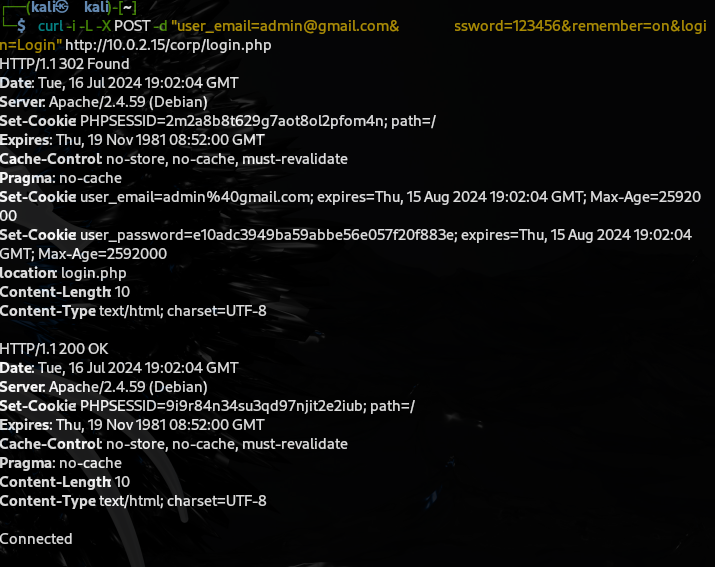 ┌──(kali㉿ kali)-[~]
└─$ curl -i -L -X POST -d "user_email=admin@gmail.com& ssword=123456&remember=on&logi
n=Login" http://10.0.2.15/corp/login.php
HTTP/1.1 302 Found
Date: Tue, 16 Jul 2024 19:02:04 GMT
Server: Apache/2.4.59 (Debian)
Set-Cookie: PHPSESSID=2m2a8b8t629g7aot8ol2pfom4n; path=/
Expires: Thu, 19 Nov 1981 08:52:00 GMT
Cache-Control: no-store, no-cache, must-revalidate
Pragma: no-cache
Set-Cookie: user_email=admin%40gmail.com; expires=Thu, 15 Aug 2024 19:02:04 GMT; Max-Age=25920
00
Set-Cookie: user_password=e10adc3949ba59abbe56e057f20f883e; expires=Thu, 15 Aug 2024 19:02:04
GMT; Max-Age=2592000
location: login.php
Content-Length: 10
Content-Type: text/html; charset=UTF-8
HTTP/1.1 200 OK
Date: Tue, 16 Jul 2024 19:02:04 GMT
Server: Apache/2.4.59 (Debian)
Set-Cookie: PHPSESSID=9i9r84n34su3qd97njit2e2iub; path=/
Expires: Thu, 19 Nov 1981 08:52:00 GMT
Cache-Control: no-store, no-cache, must-revalidate
Pragma: no-cache
Content-Length: 10
Content-Type: text/html; charset=UTF-8
Connected